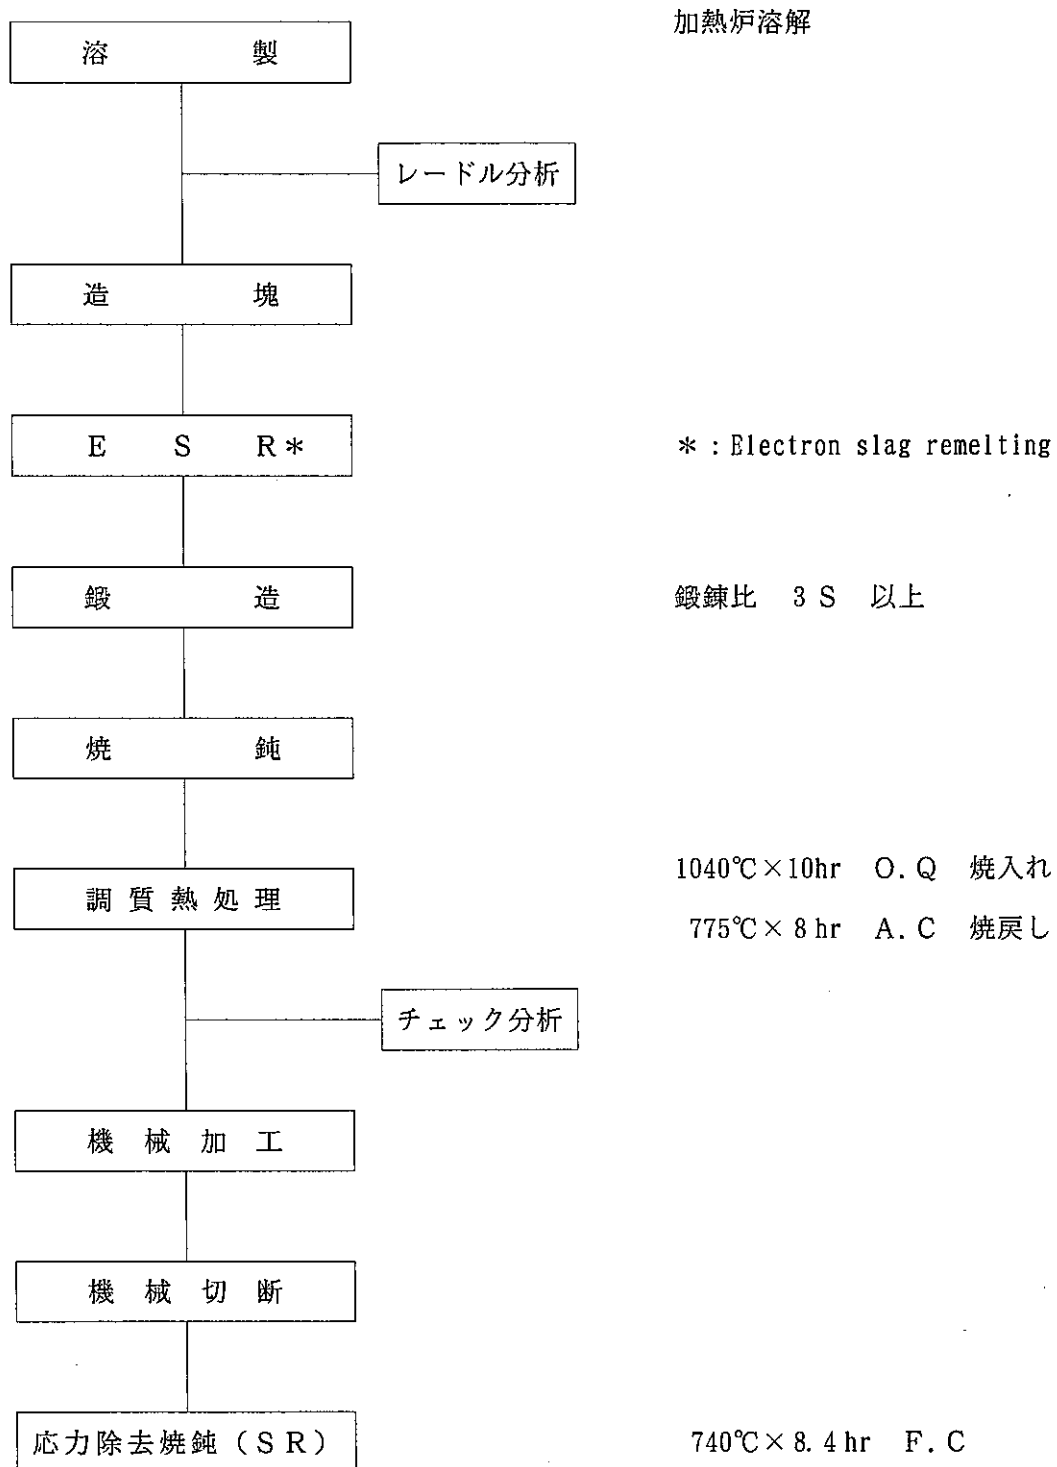 溶製 加熱炉溶解
レードル分析
造塊
ESR* *:Electron slag remelting
鍛造 鍛錬比 3S 以上
焼鈍
調質熱処理 1040℃×10hr O.Q 焼入れ
775℃×8hr A.C 焼戻し
チェック分析
機械加工
機械切断
応力除去焼鈍(SR) 740℃×8.4hr F.C